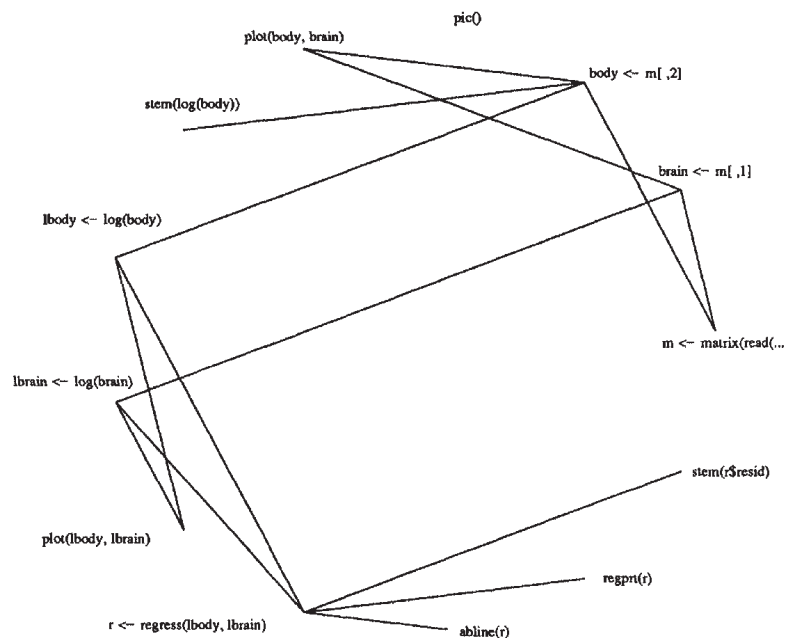 pic()
plot(body, brain)
body <- m[ ,2]
stem(log(body))
brain <- m[ ,1]
lbody <- log(body)
m <- matrix(read(...
lbrain <- log(brain)
stem(r$resid)
plot(lbody, lbrain)
regprt(r)
r <- regress(lbody, lbrain)
abline(r)